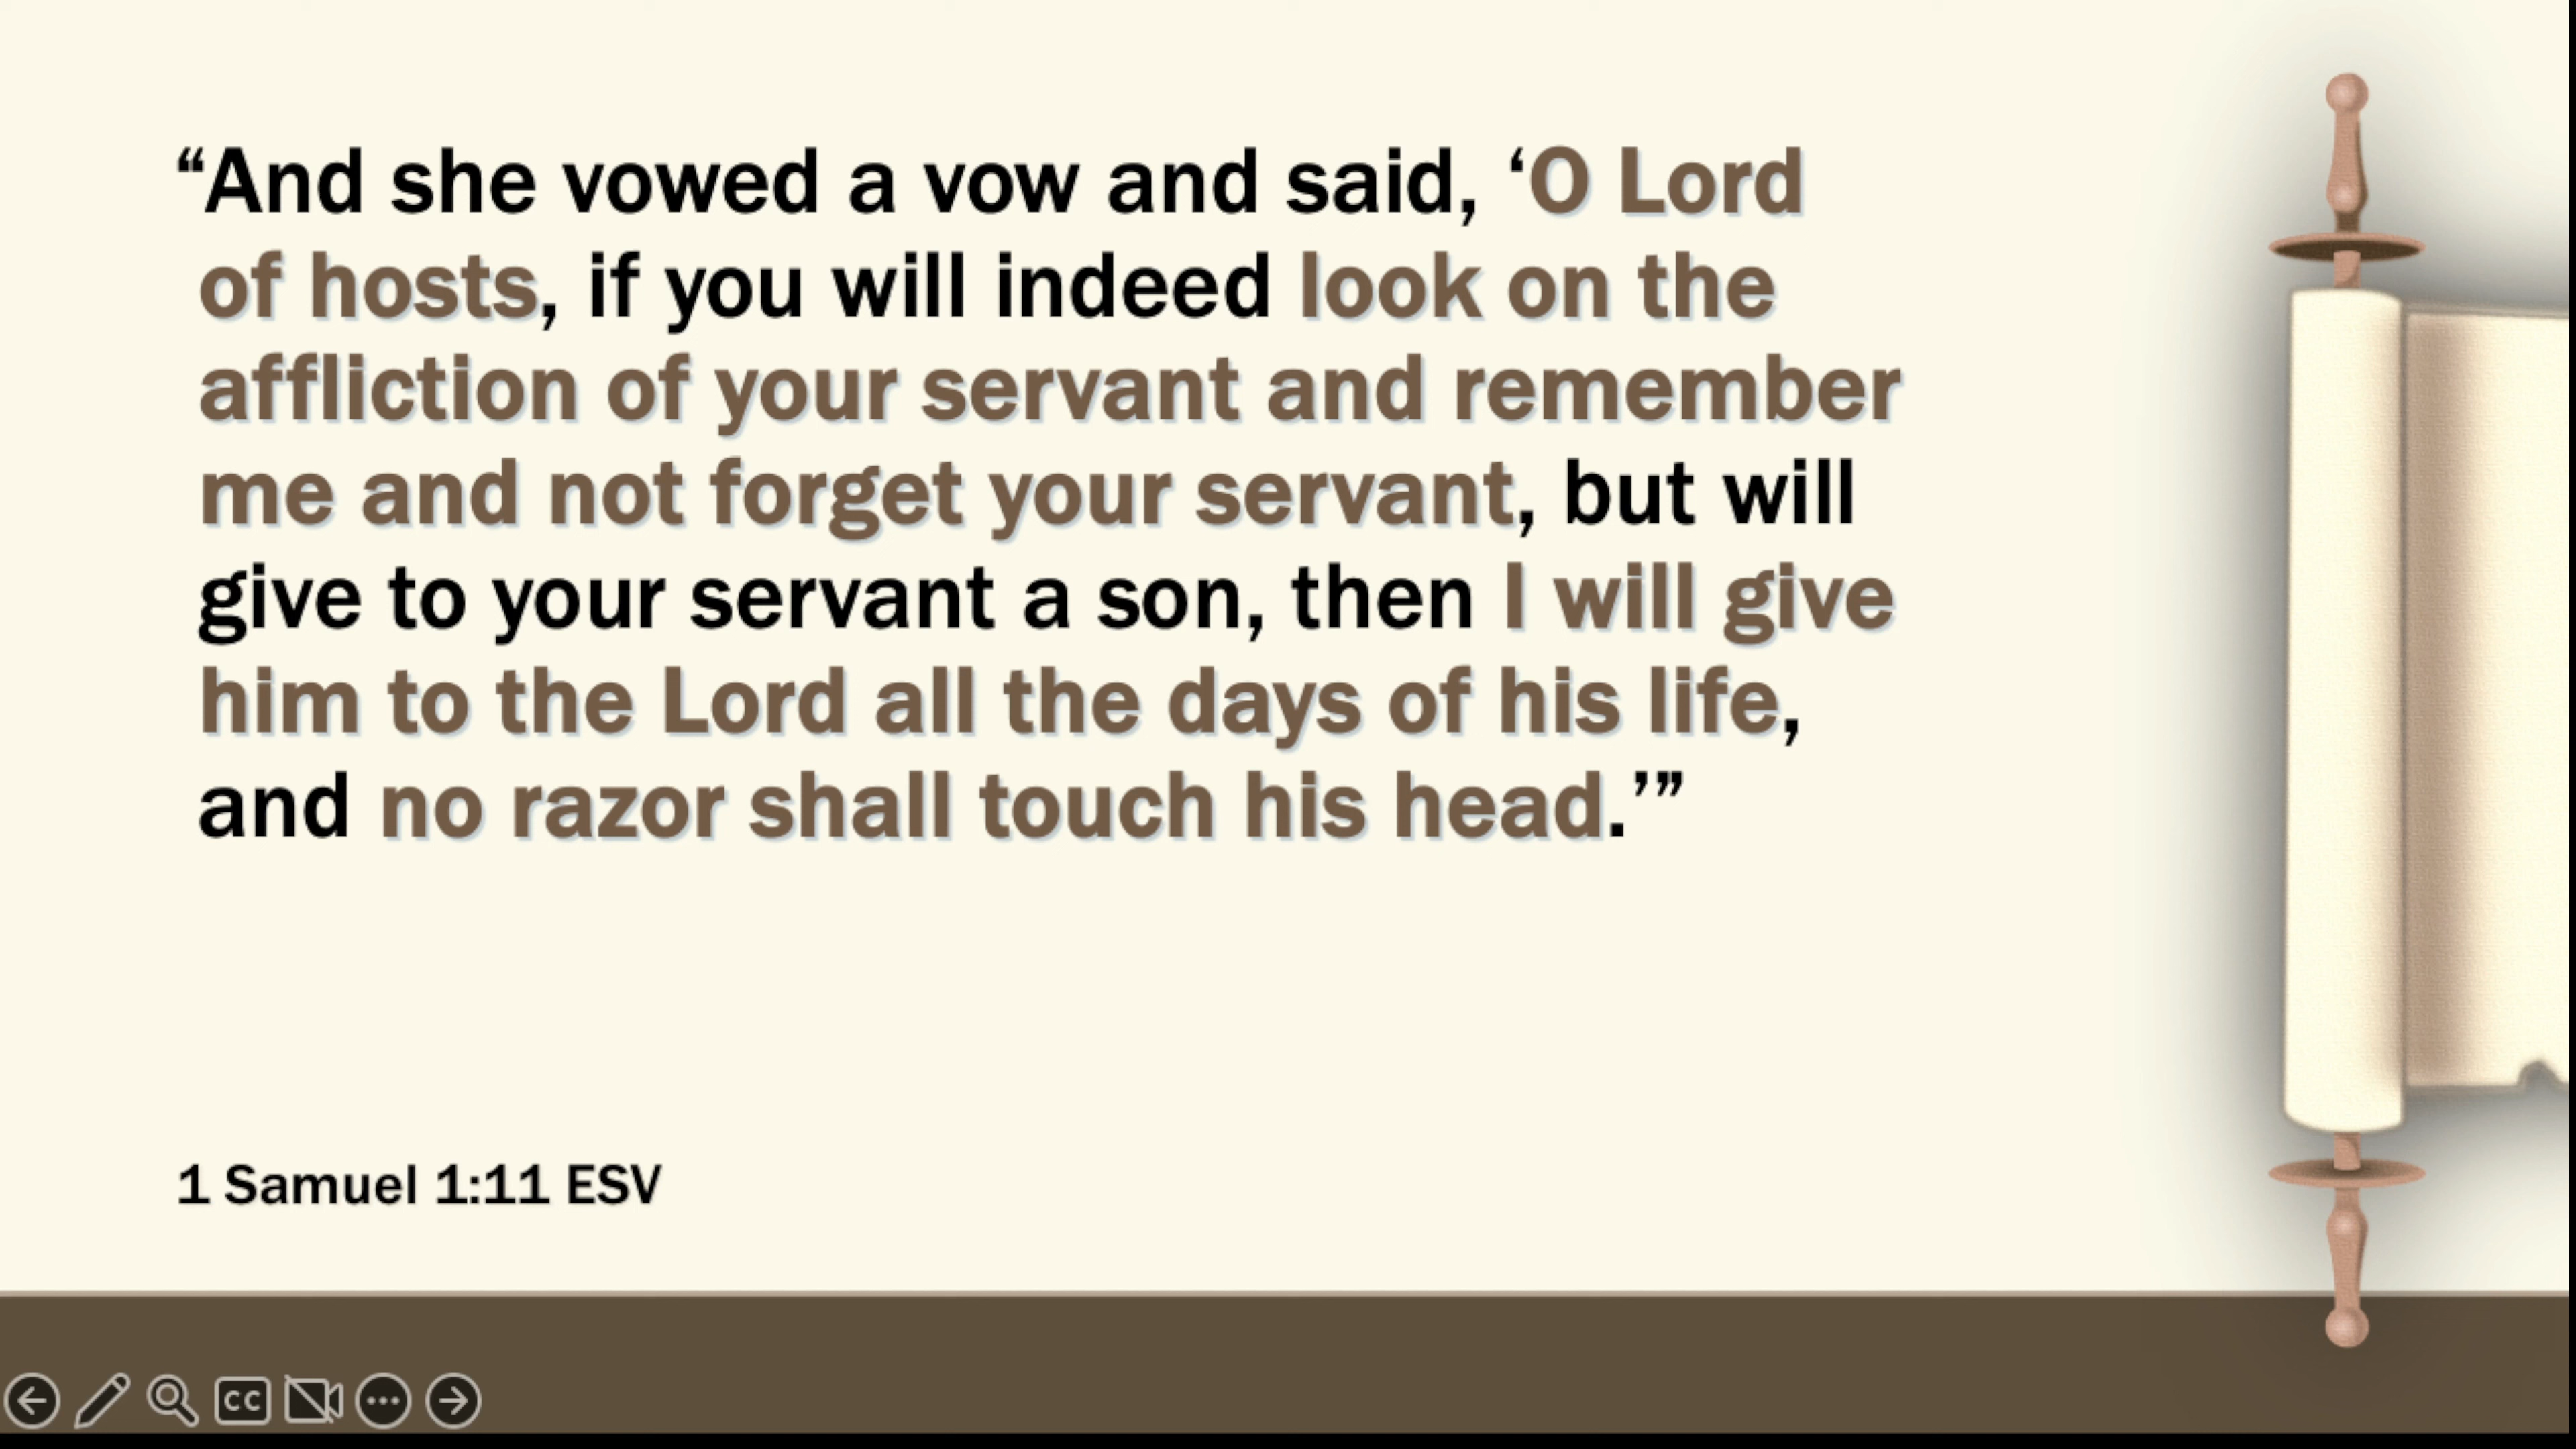 “And she vowed a vow and said, ‘O Lord
of hosts, if you will indeed look on the
affliction of your servant and remember
me and not forget your servant, but will
give to your servant a son, then I will give
him to the Lord all the days of his life,
and no razor shall touch his head.’”
1 Samuel 1:11 ESV
CC